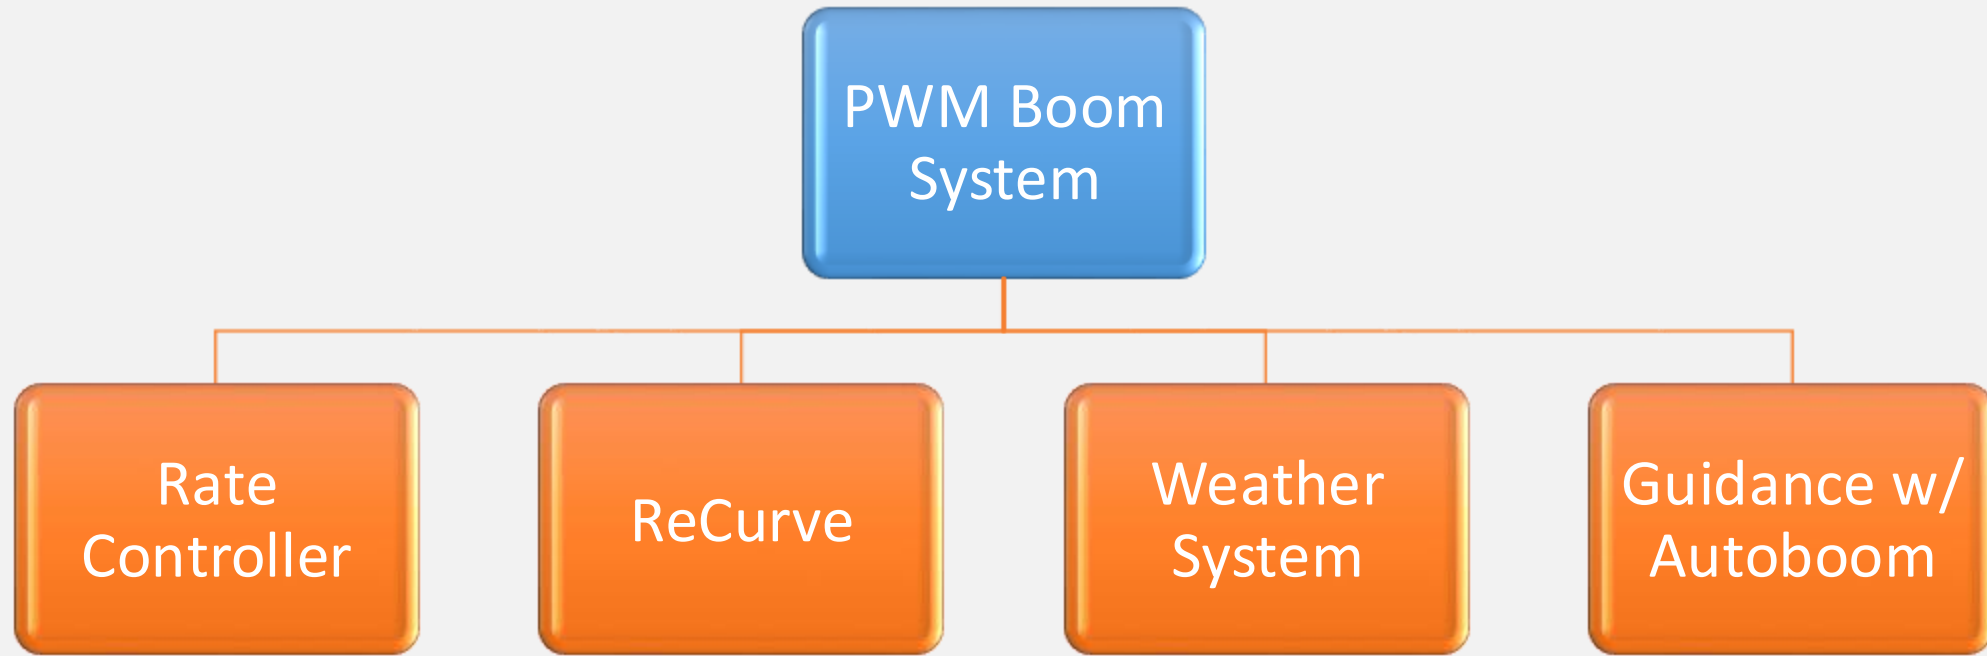 PWM Boom
System
Rate
Controller
ReCurve
Weather
System
Guidance w/
Autoboom